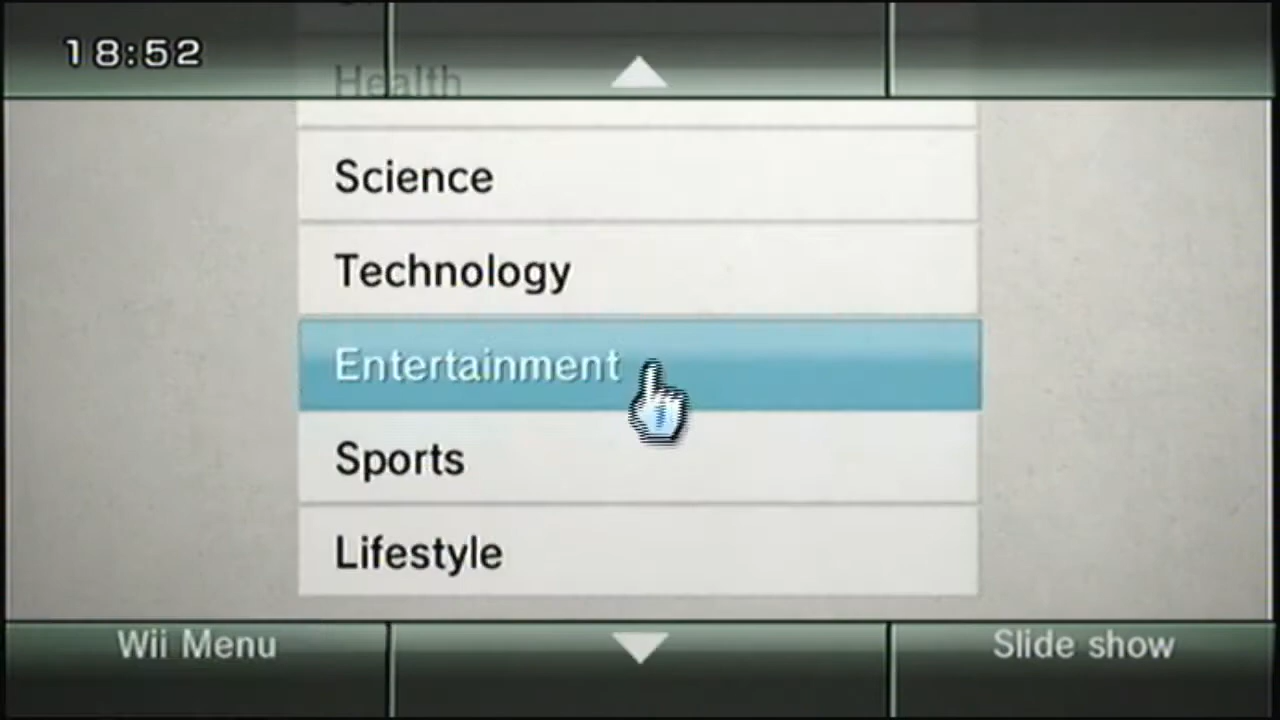 18:52
Health
Science
Technology
Entertainment
Sports
Lifestyle
Wii Menu
Slide show